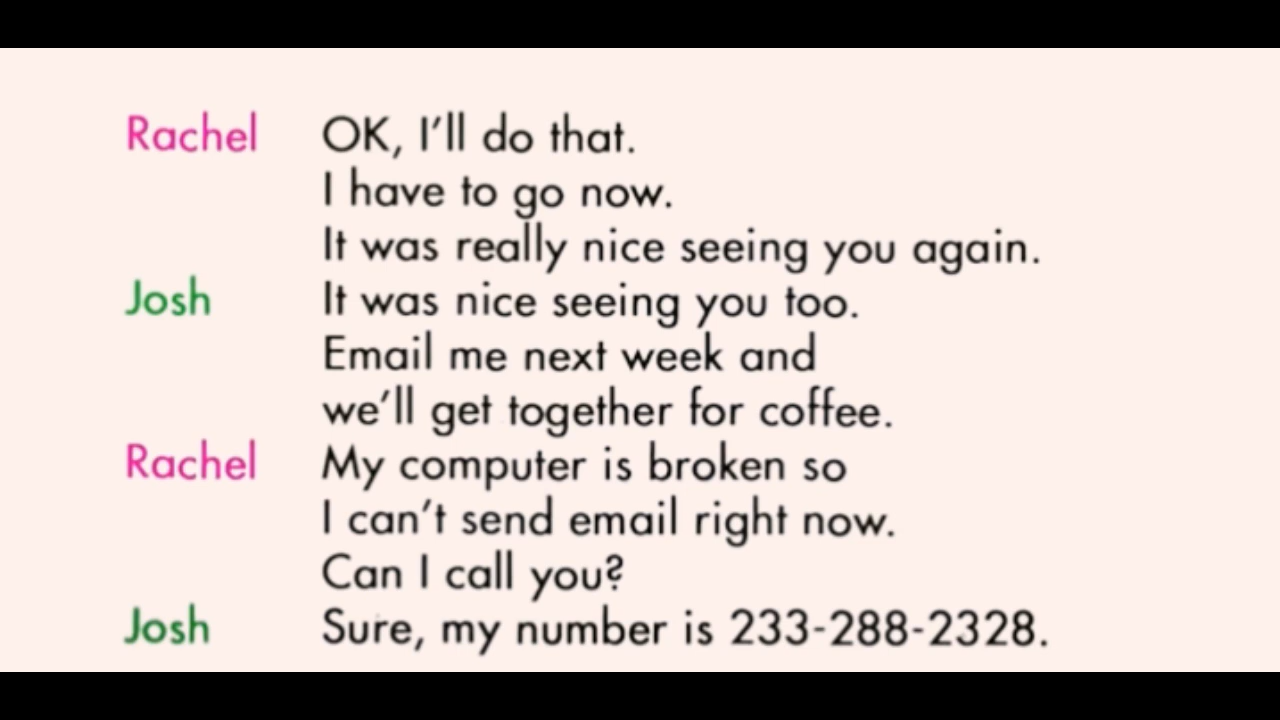 Rachel OK, I'll do that.
I have to go now.
It was really nice seeing you again.
Josh It was nice seeing you too.
Email me next week and
we'll get together for coffee.
Rachel My computer is broken so
I can't send email right now.
Can I call you?
Josh Sure, my number is 233-288-2328.